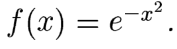 f(x) = e^{-x^2}.